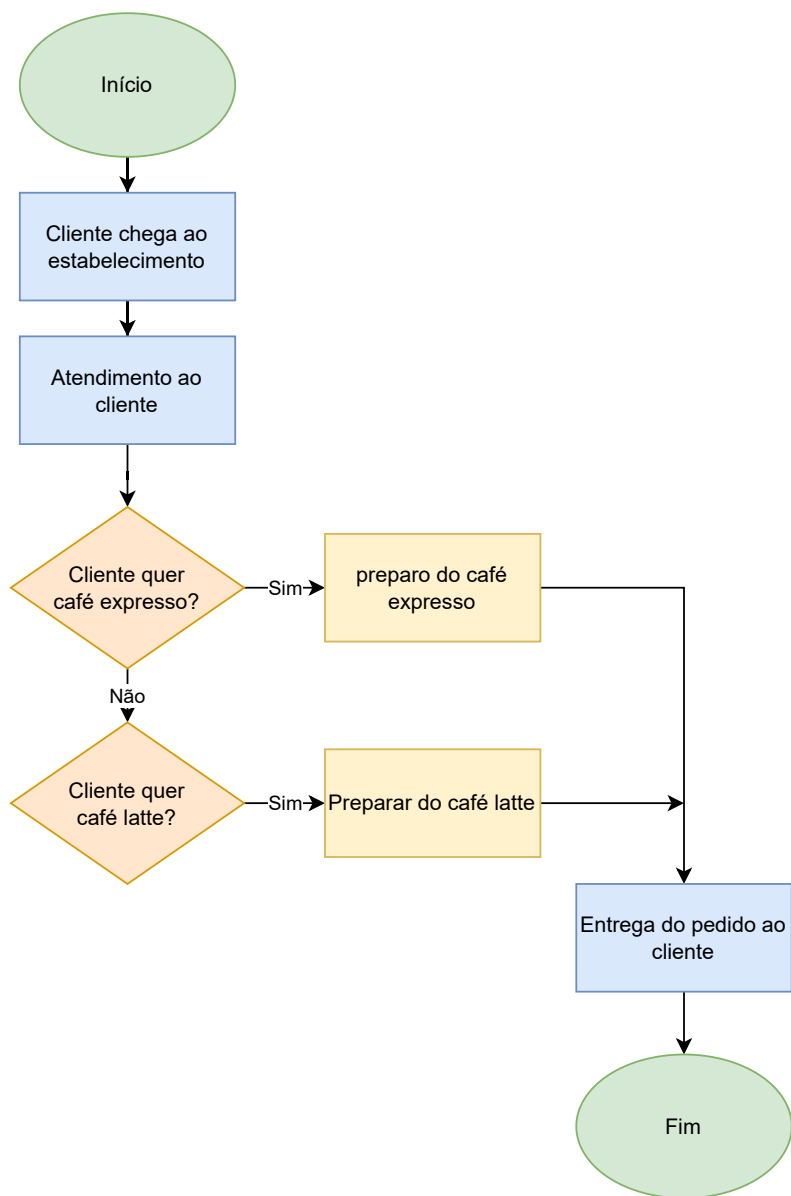 Início
Cliente chega ao
estabelecimento
Atendimento ao
cliente
Cliente quer
café expresso?
Sim
preparo do café
expresso
Não
Cliente quer
café latte?
Sim
Preparar do café latte
Entrega do pedido ao
cliente
Fim